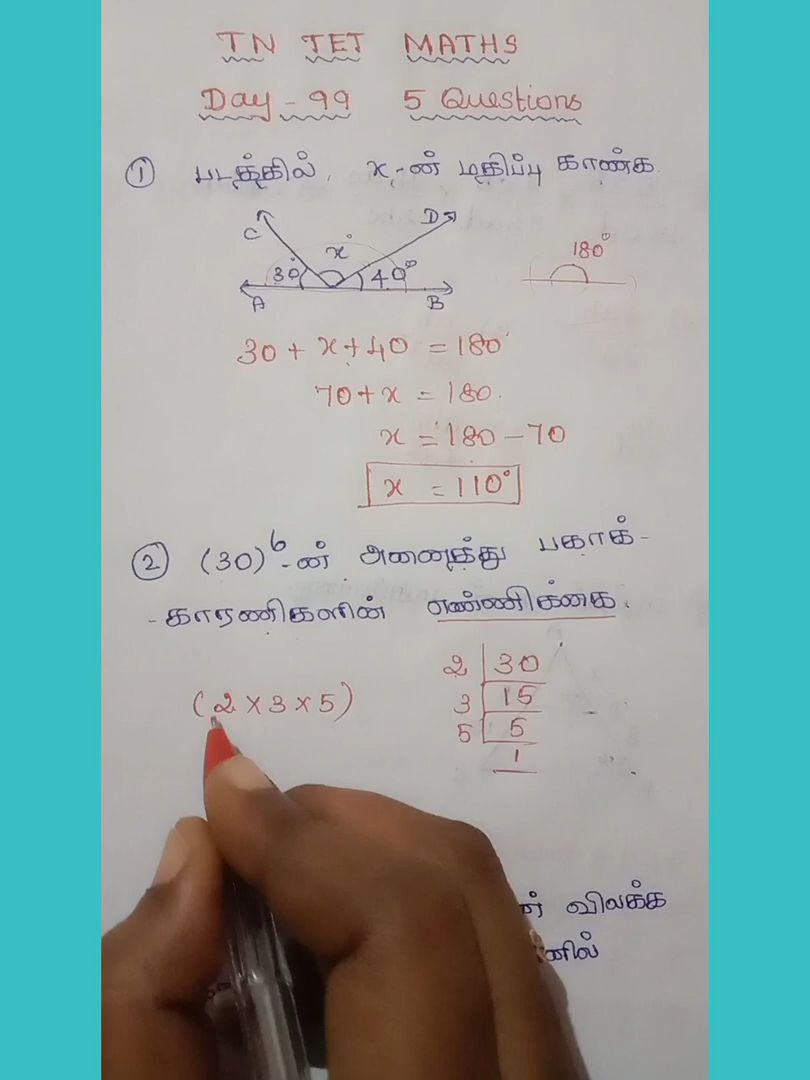 TN TET MATHS
Day - 99 5 Questions
① படத்தில், x-ன் மதிப்பு காண்க.
C D
x°
30° 40°
A B
180°
30 + x + 40 = 180°
70 + x = 180.
x = 180 - 70
x = 110°
② (30)⁶-ன் அனைத்து பகாக்-
-காரணிகளின் எண்ணிக்கை.
(2 x 3 x 5)
2 | 30
3 | 15
5 | 5
1
ன் விலக்க
னில்